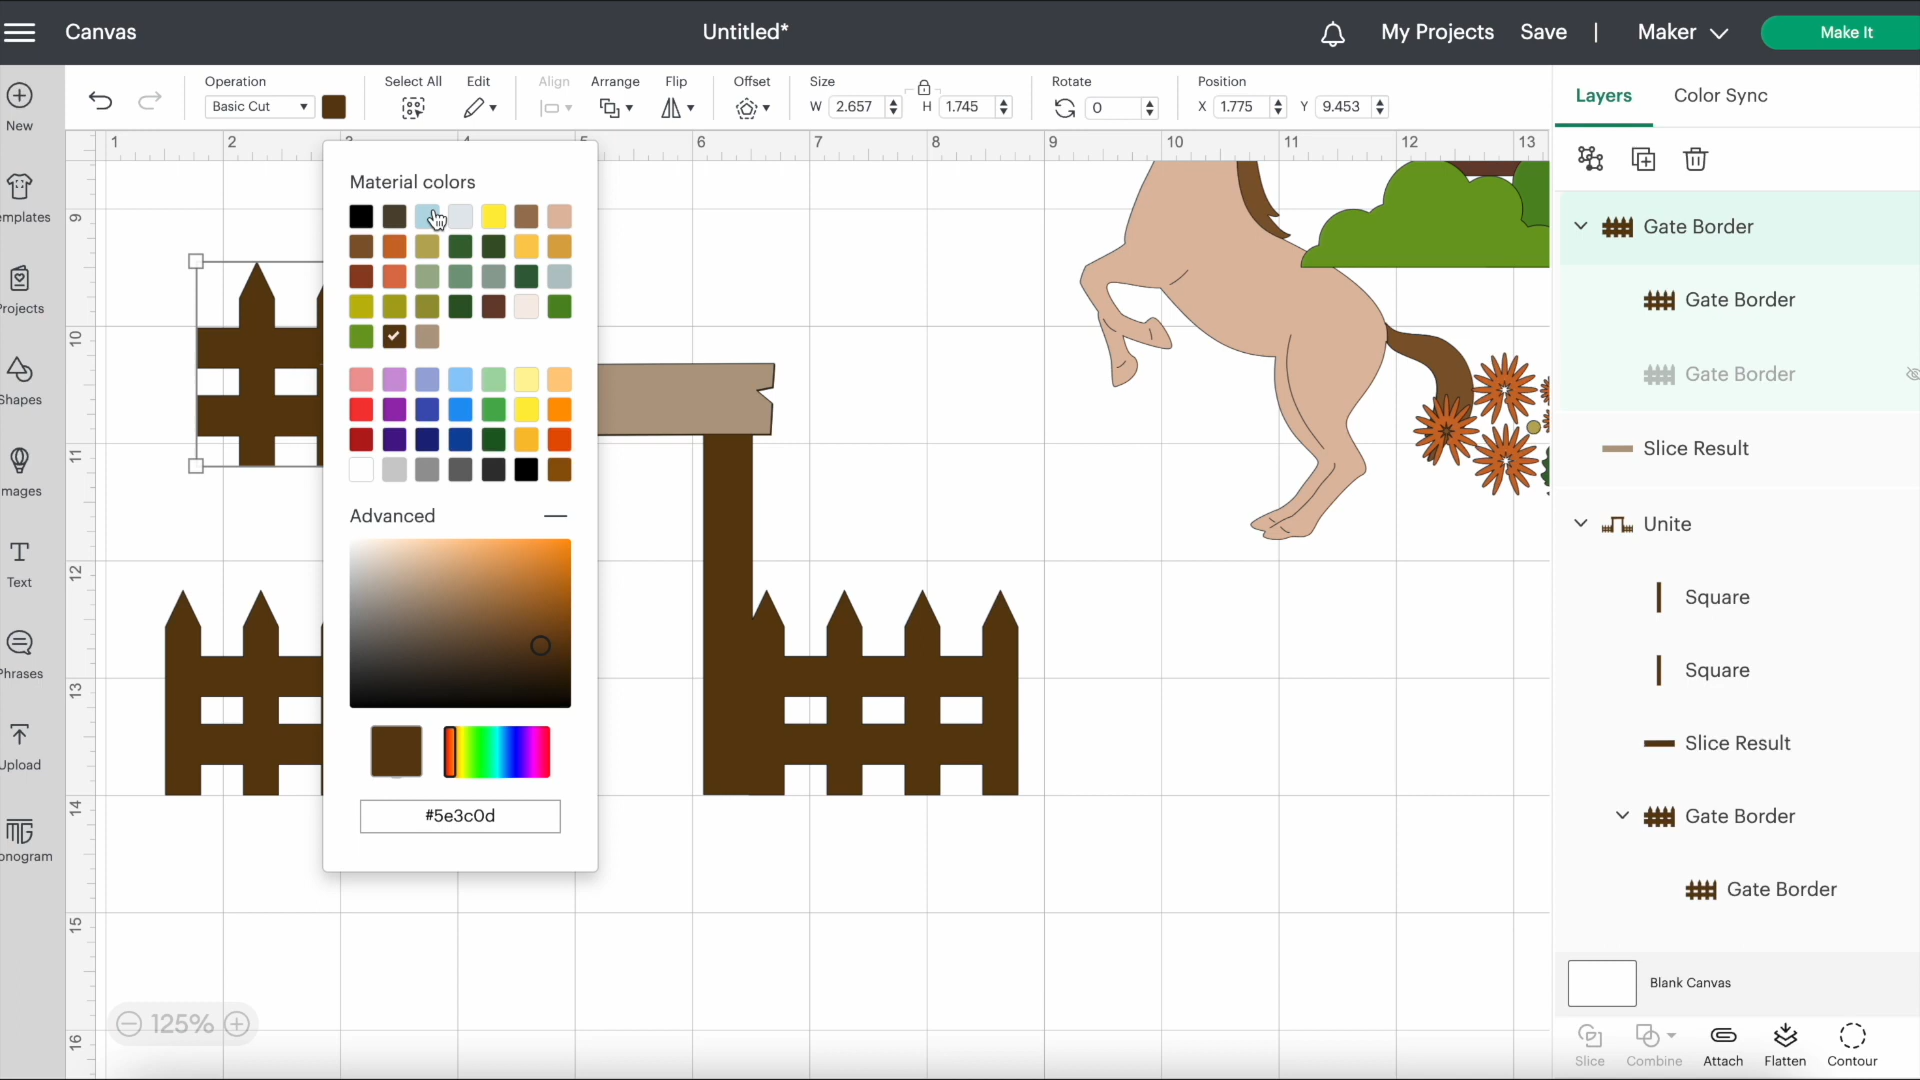 Canvas
Untitled*
My Projects
Save
|
Maker
Make It
New
emplates
Projects
Shapes
mages
Text
Phrases
Upload
onogram
Operation
Basic Cut
Select All
Edit
Align
Arrange
Flip
Offset
Size
W 2.657
H 1.745
Rotate
0
Position
X 1.775
Y 9.453
1 2 3 4 5 6 7 8 9 10 11 12 13
9
10
11
12
13
14
15
16
Material colors
Advanced
#5e3c0d
125%
Layers
Color Sync
Gate Border
Gate Border
Gate Border
Slice Result
Unite
Square
Square
Slice Result
Gate Border
Gate Border
Blank Canvas
Slice
Combine
Attach
Flatten
Contour